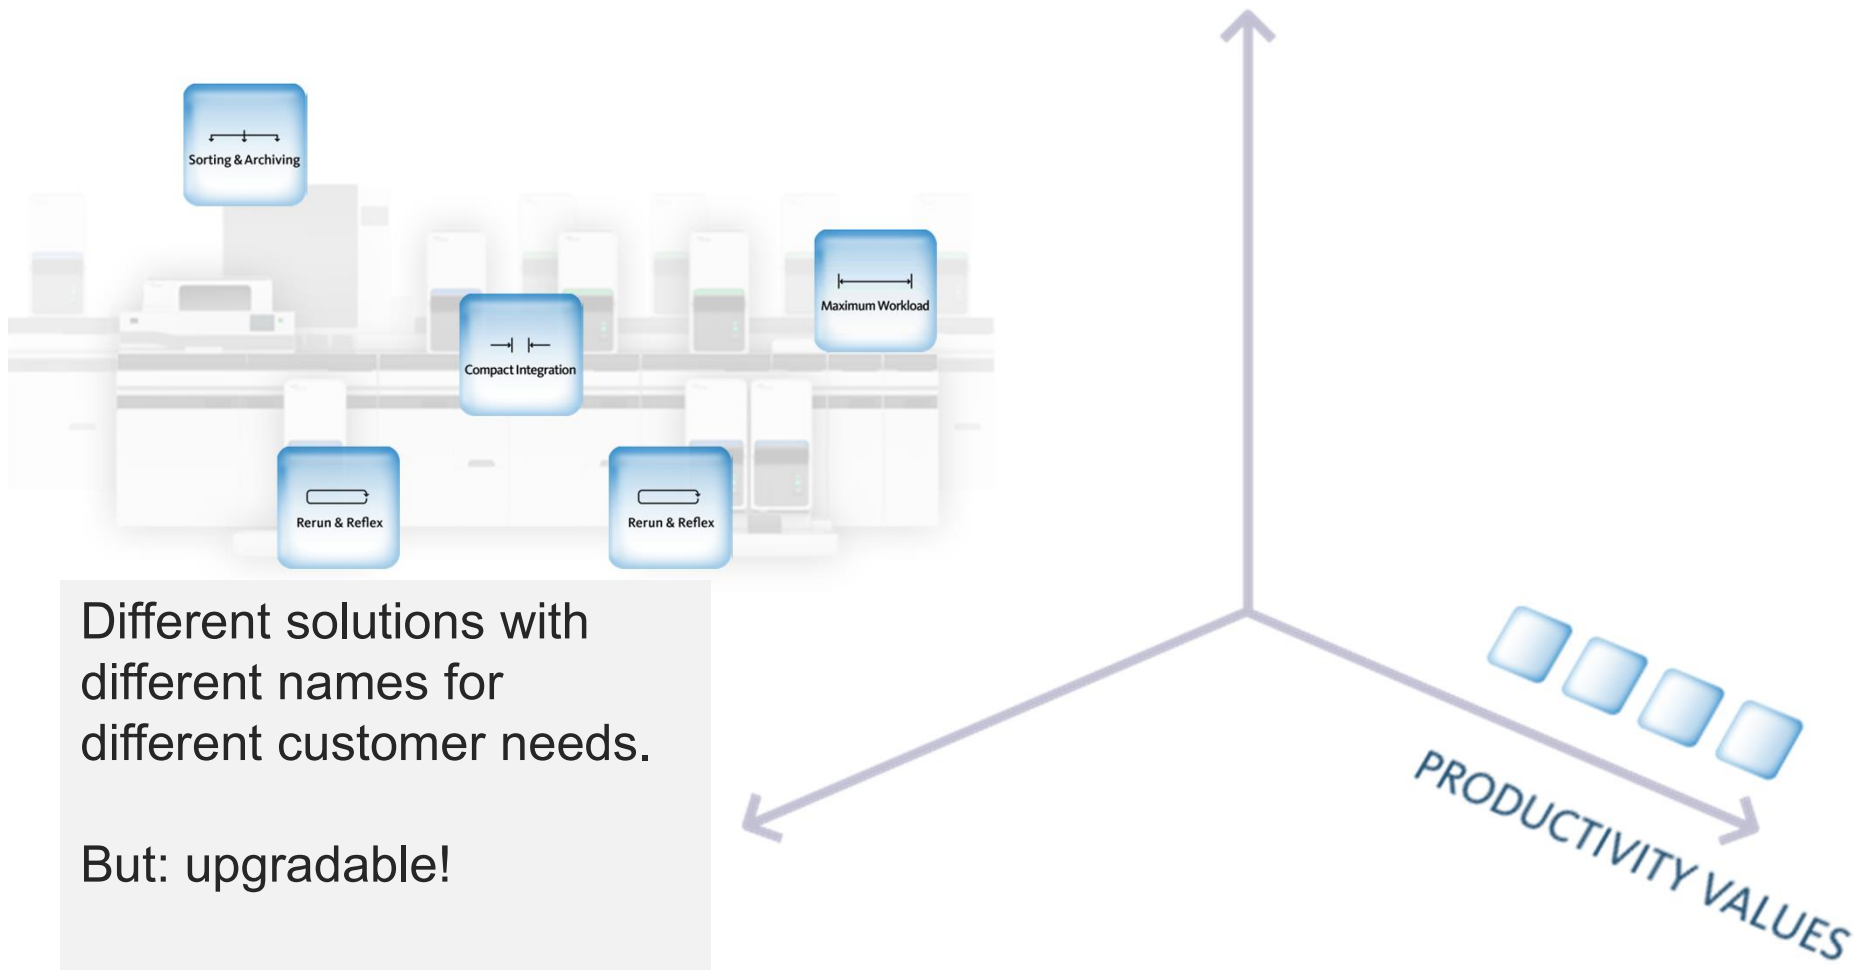 Sorting & Archiving
Maximum Workload
Compact Integration
Rerun & Reflex
Rerun & Reflex
Different solutions with
different names for
different customer needs.
But: upgradable!
PRODUCTIVITY VALUES